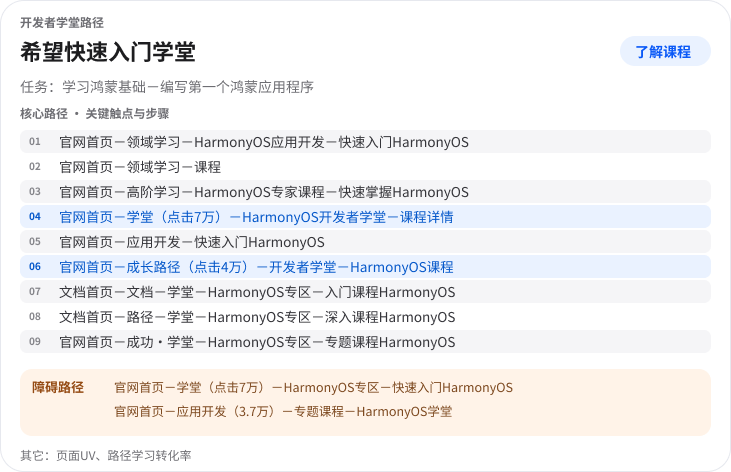 开发者学堂路径
希望快速入门学堂
了解课程
任务：学习鸿蒙基础－编写第一个鸿蒙应用程序
核心路径 · 关键触点与步骤
01 官网首页－领域学习－HarmonyOS应用开发－快速入门HarmonyOS
02 官网首页－领域学习－课程
03 官网首页－高阶学习－HarmonyOS专家课程－快速掌握HarmonyOS
04 官网首页－学堂（点击7万）－HarmonyOS开发者学堂－课程详情
05 官网首页－应用开发－快速入门HarmonyOS
06 官网首页－成长路径（点击4万）－开发者学堂－HarmonyOS课程
07 文档首页－文档－学堂－HarmonyOS专区－入门课程HarmonyOS
08 文档首页－路径－学堂－HarmonyOS专区－深入课程HarmonyOS
09 官网首页－成功·学堂－HarmonyOS专区－专题课程HarmonyOS
障碍路径 官网首页－学堂（点击7万）－HarmonyOS专区－快速入门HarmonyOS
官网首页－应用开发（3.7万）－专题课程－HarmonyOS学堂
其它：页面UV、路径学习转化率